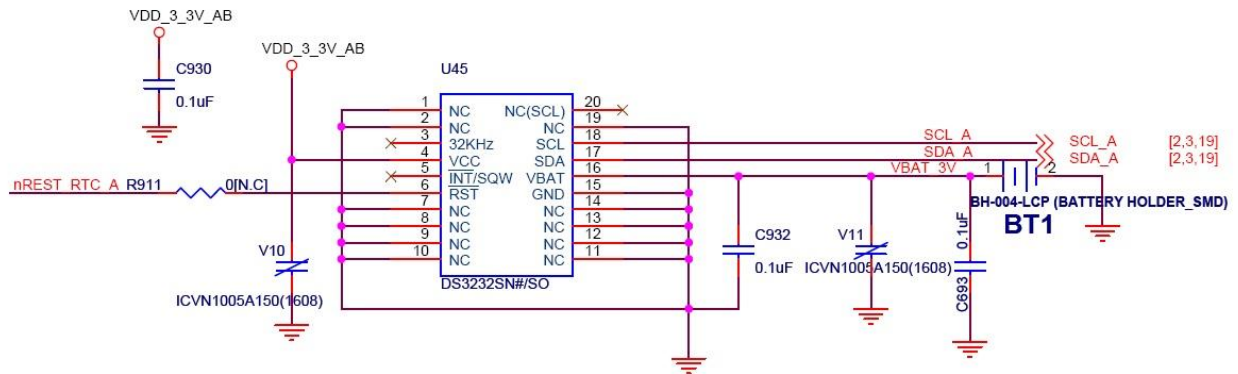 VDD_3_3V_AB
C930
0.1uF
VDD_3_3V_AB
U45
1 NC NC(SCL) 20
2 NC NC 19
3 32KHz SCL 18
4 VCC SDA 17
5 INT/SQW VBAT 16
6 RST GND 15
7 NC NC 14
8 NC NC 13
9 NC NC 12
10 NC NC 11
DS3232SN#/SO
nREST_RTC_A R911 0[N.C]
V10
ICVN1005A150(1608)
SCL_A SCL_A [2,3,19]
SDA_A SDA_A [2,3,19]
VBAT_3V 1 2
BH-004-LCP (BATTERY HOLDER_SMD)
BT1
C932
0.1uF
V11
ICVN1005A150(1608)
0.1uF
C693